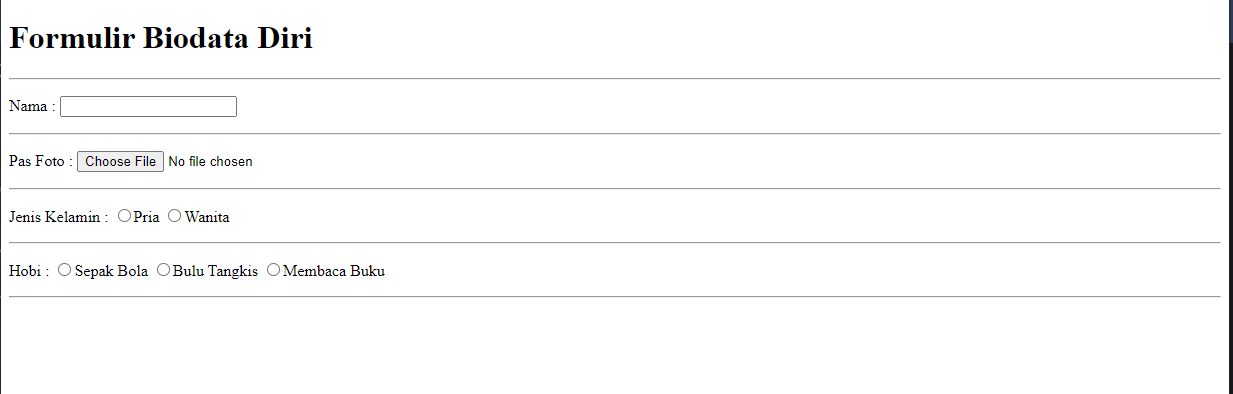 Formulir Biodata Diri
Nama :
Pas Foto : Choose File No file chosen
Jenis Kelamin : Pria Wanita
Hobi : Sepak Bola Bulu Tangkis Membaca Buku